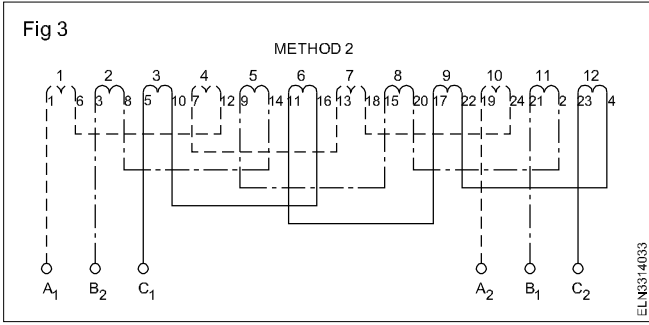 Fig 3
METHOD 2
1 2 3 4 5 6 7 8 9 10 11 12
1 6 3 8 5 10 7 12 9 14 11 16 13 18 15 20 17 22 19 24 21 2 23 4
A1 B2 C1 A2 B1 C2
ELN3314033